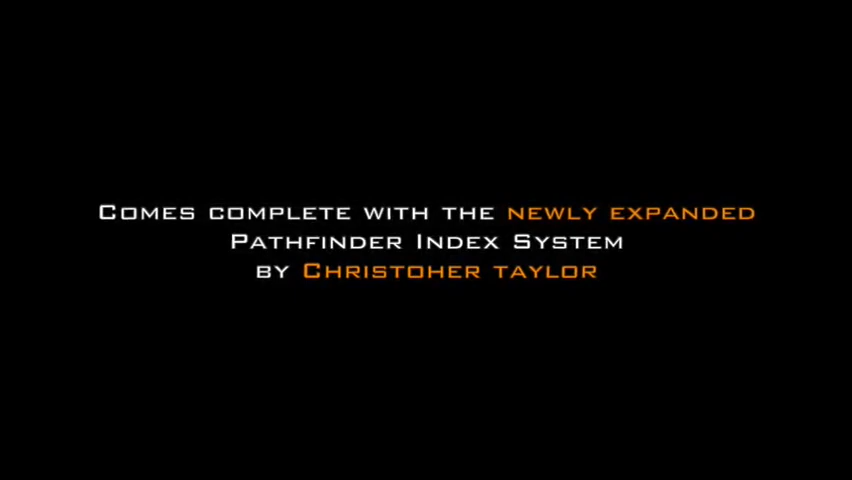 Comes complete with the newly expanded
Pathfinder Index System
by Christoher taylor